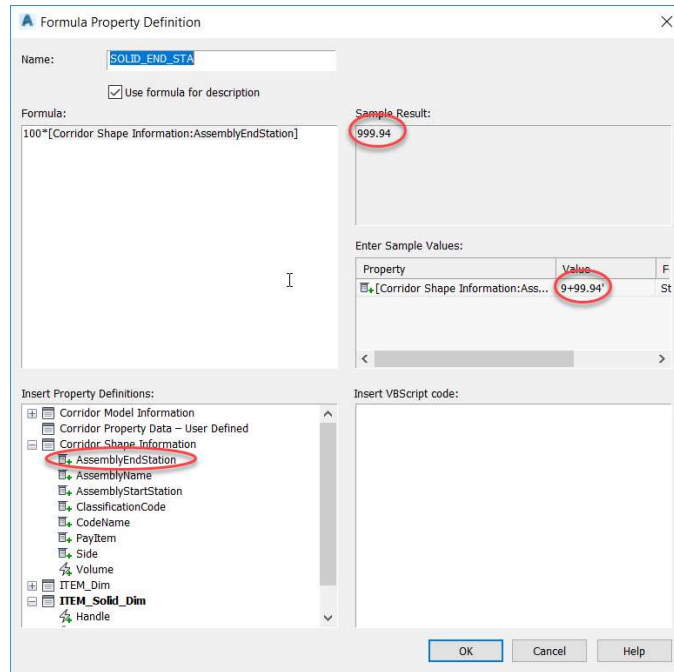 Formula Property Definition
Name:
SOLID_END_STA
Use formula for description
Formula:
100*[Corridor Shape Information:AssemblyEndStation]
Sample Result:
999.94
Enter Sample Values:
Property Value F
[Corridor Shape Information:Ass... 9+99.94' St
Insert Property Definitions:
Corridor Model Information
Corridor Property Data – User Defined
Corridor Shape Information
AssemblyEndStation
AssemblyName
AssemblyStartStation
ClassificationCode
CodeName
PayItem
Side
Volume
ITEM_Dim
ITEM_Solid_Dim
Handle
Insert VBScript code:
OK Cancel Help